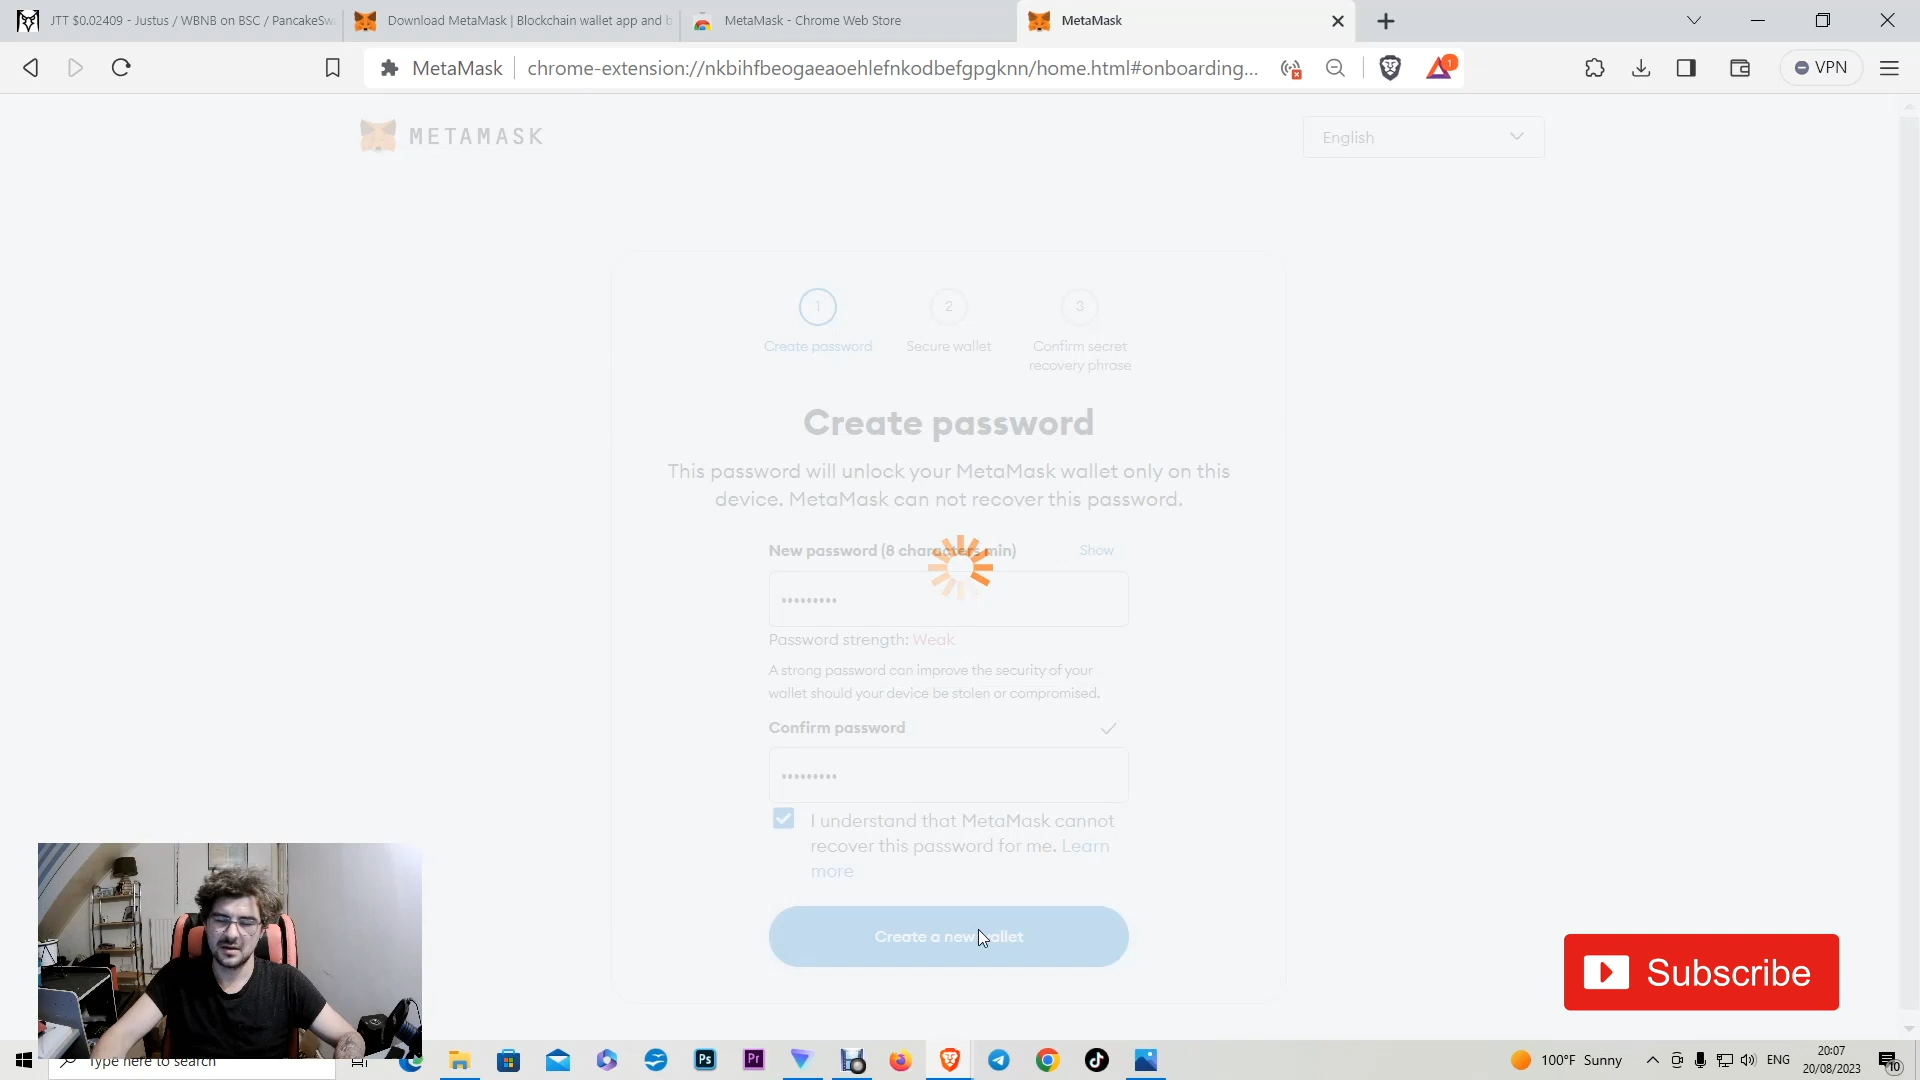 JTT $0.02409 - Justus / WBNB on BSC / PancakeSw
Download MetaMask | Blockchain wallet app and b
MetaMask - Chrome Web Store
MetaMask
MetaMask
chrome-extension://nkbihfbeogaeaoehlefnkodbefgpgknn/home.html#onboarding...
1
VPN
METAMASK
English
1
2
3
Create password
Secure wallet
Confirm secret
recovery phrase
Create password
This password will unlock your MetaMask wallet only on this
device. MetaMask can not recover this password.
New password (8 characters min)
Show
Password strength: Weak
A strong password can improve the security of your
wallet should your device be stolen or compromised.
Confirm password
I understand that MetaMask cannot
recover this password for me. Learn
more
Create a new wallet
Subscribe
Type here to search
Ps
Pr
100°F Sunny
ENG
20:07
20/08/2023
10